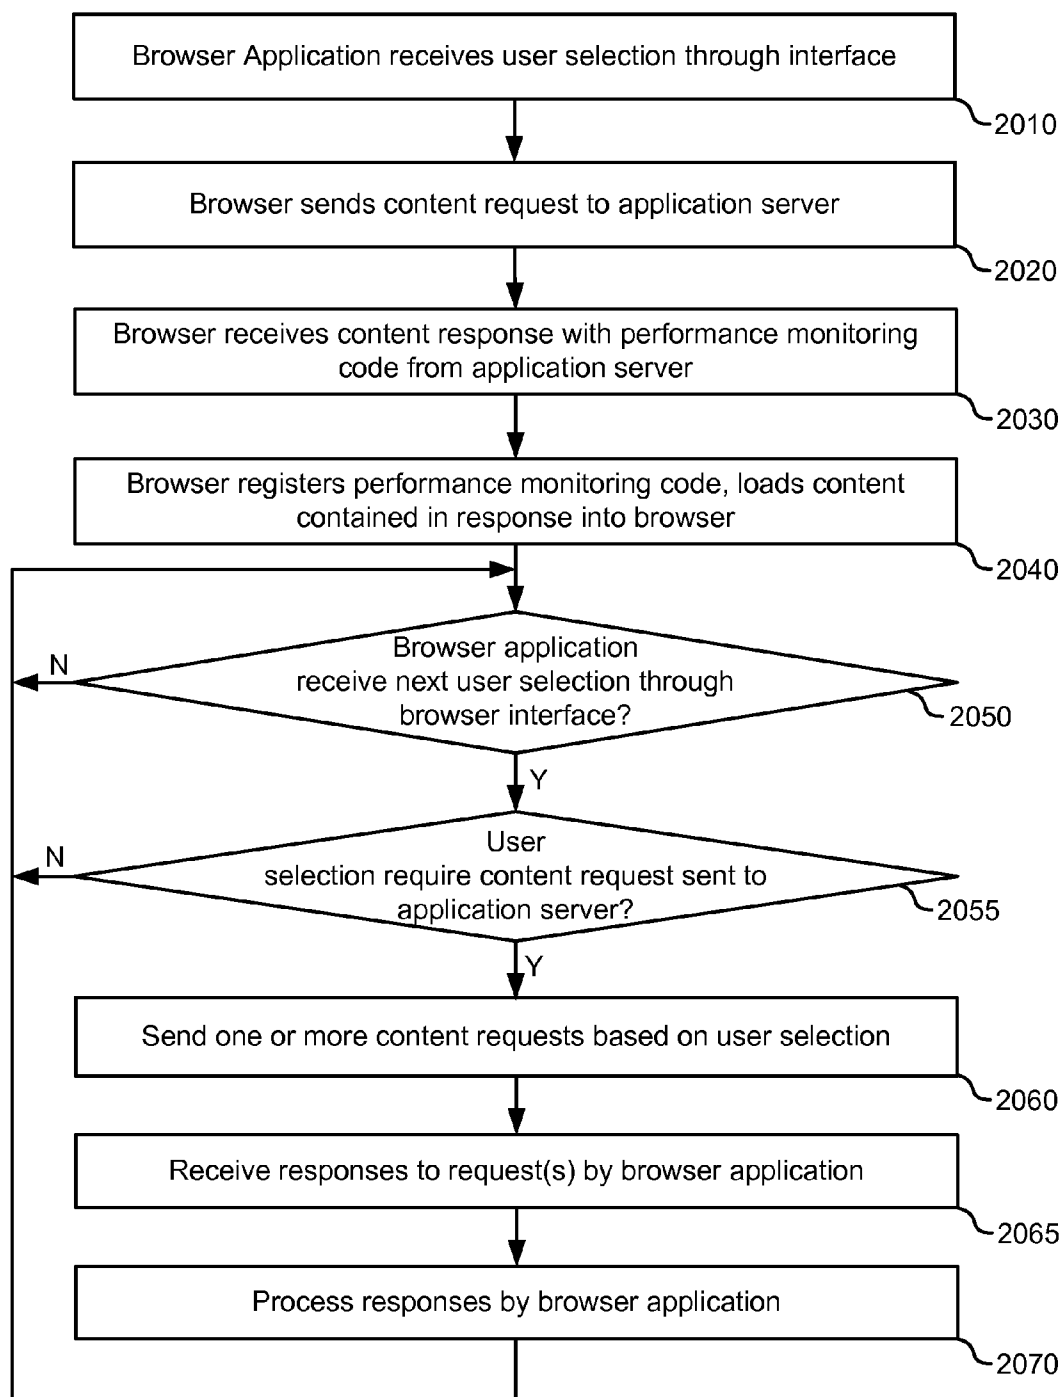 Browser Application receives user selection through interface
2010
Browser sends content request to application server
2020
Browser receives content response with performance monitoring
code from application server
2030
Browser registers performance monitoring code, loads content
contained in response into browser
2040
Browser application
receive next user selection through
browser interface?
N
2050
Y
User
selection require content request sent to
application server?
N
2055
Y
Send one or more content requests based on user selection
2060
Receive responses to request(s) by browser application
2065
Process responses by browser application
2070